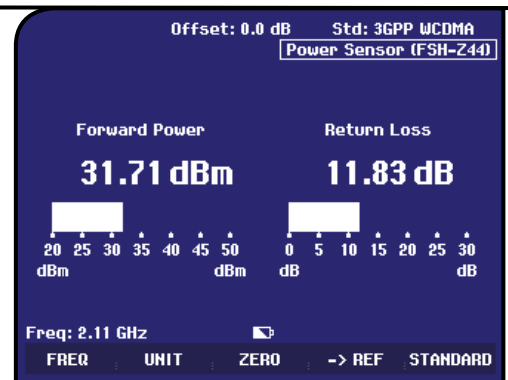 Offset: 0.0 dB Std: 3GPP WCDMA
Power Sensor (FSH-Z44)
Forward Power Return Loss
31.71 dBm 11.83 dB
20 25 30 35 40 45 50 0 5 10 15 20 25 30
dBm dBm dB dB
Freq: 2.11 GHz
FREQ UNIT ZERO -> REF STANDARD